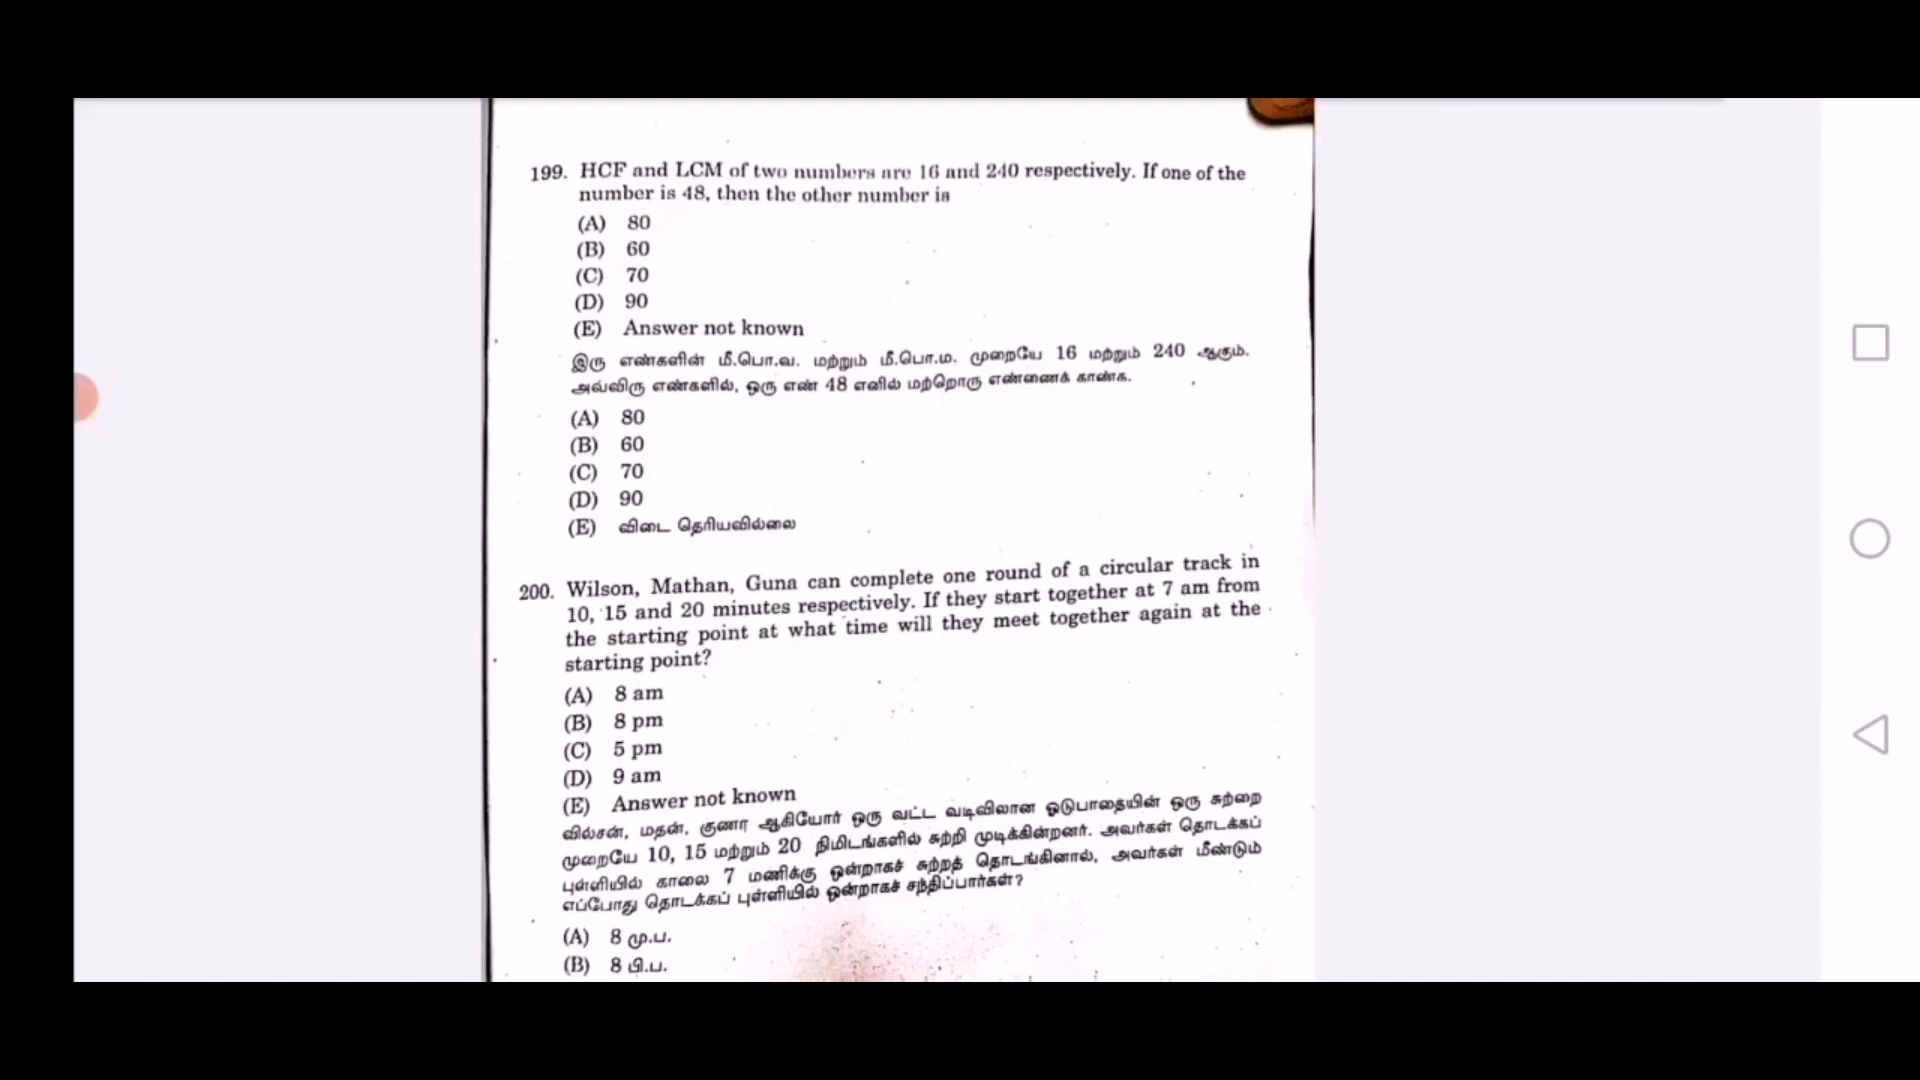 199. HCF and LCM of two numbers are 16 and 240 respectively. If one of the
number is 48, then the other number is
(A) 80
(B) 60
(C) 70
(D) 90
(E) Answer not known
இரு எண்களின் மீ.பொ.வ. மற்றும் மீ.பொ.ம. முறையே 16 மற்றும் 240 ஆகும்.
அவ்விரு எண்களில், ஒரு எண் 48 எனில் மற்றொரு எண்ணைக் காண்க.
(A) 80
(B) 60
(C) 70
(D) 90
(E) விடை தெரியவில்லை
200. Wilson, Mathan, Guna can complete one round of a circular track in
10, 15 and 20 minutes respectively. If they start together at 7 am from
the starting point at what time will they meet together again at the
starting point?
(A) 8 am
(B) 8 pm
(C) 5 pm
(D) 9 am
(E) Answer not known
வில்சன், மதன், குணா ஆகியோர் ஒரு வட்ட வடிவிலான ஓடுபாதையின் ஒரு சுற்றை
முறையே 10, 15 மற்றும் 20 நிமிடங்களில் சுற்றி முடிக்கின்றனர். அவர்கள் தொடக்கப்
புள்ளியில் காலை 7 மணிக்கு ஒன்றாகச் சுற்றத் தொடங்கினால், அவர்கள் மீண்டும்
எப்போது தொடக்கப் புள்ளியில் ஒன்றாகச் சந்திப்பார்கள்?
(A) 8 மு.ப.
(B) 8 பி.ப.